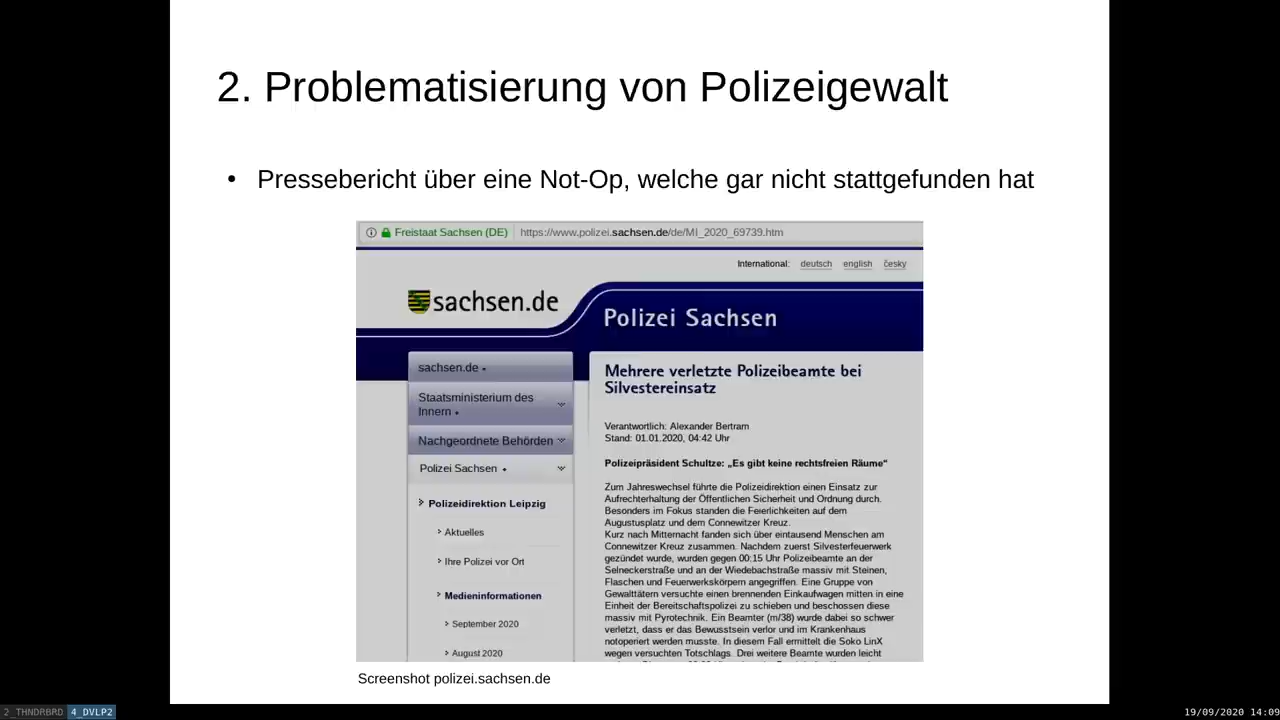 2. Problematisierung von Polizeigewalt
• Pressebericht über eine Not-Op, welche gar nicht stattgefunden hat
Freistaat Sachsen (DE) https://www.polizei.sachsen.de/de/MI_2020_69739.htm
International: deutsch english česky
sachsen.de
Polizei Sachsen
sachsen.de
Staatsministerium des
Innern
Nachgeordnete Behörden
Polizei Sachsen
Polizeidirektion Leipzig
Aktuelles
Ihre Polizei vor Ort
Medieninformationen
September 2020
August 2020
Mehrere verletzte Polizeibeamte bei
Silvestereinsatz
Verantwortlich: Alexander Bertram
Stand: 01.01.2020, 04:42 Uhr
Polizeipräsident Schultze: „Es gibt keine rechtsfreien Räume“
Zum Jahreswechsel führte die Polizeidirektion einen Einsatz zur
Aufrechterhaltung der Öffentlichen Sicherheit und Ordnung durch.
Besonders im Fokus standen die Feierlichkeiten auf dem
Augustusplatz und dem Connewitzer Kreuz.
Kurz nach Mitternacht fanden sich über eintausend Menschen am
Connewitzer Kreuz zusammen. Nachdem zuerst Silvesterfeuerwerk
gezündet wurde, wurden gegen 00:15 Uhr Polizeibeamte an der
Selneckerstraße und an der Wiedebachstraße massiv mit Steinen,
Flaschen und Feuerwerkskörpern angegriffen. Eine Gruppe von
Gewalttätern versuchte einen brennenden Einkaufwagen mitten in eine
Einheit der Bereitschaftspolizei zu schieben und beschossen diese
massiv mit Pyrotechnik. Ein Beamter (m/38) wurde dabei so schwer
verletzt, dass er das Bewusstsein verlor und im Krankenhaus
notoperiert werden musste. In diesem Fall ermittelt die Soko LinX
wegen versuchten Totschlags. Drei weitere Beamte wurden leicht
Screenshot polizei.sachsen.de
2_THNDRBRD 4_DVLP2
19/09/2020 14:09